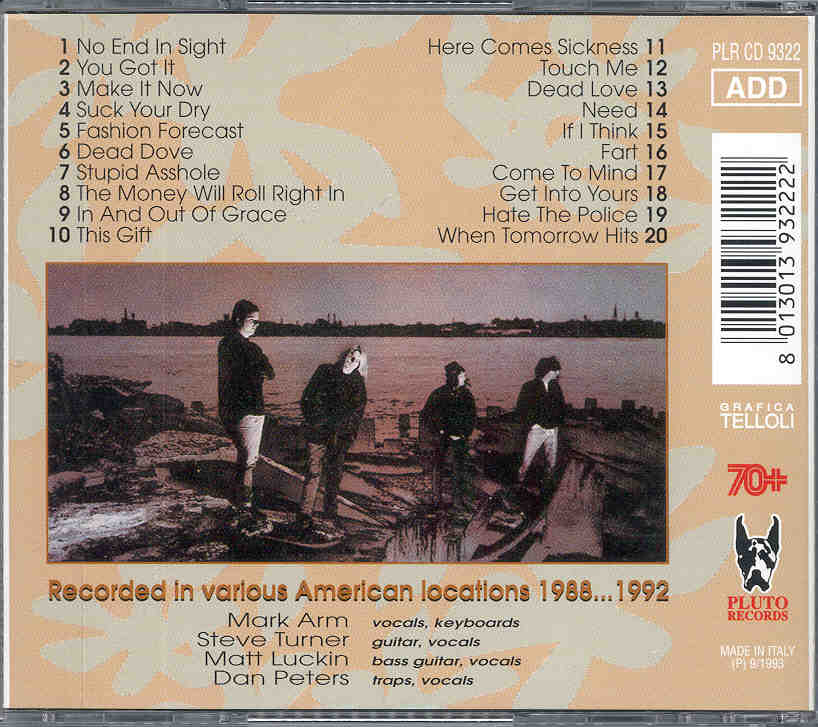 1 No End In Sight
2 You Got It
3 Make It Now
4 Suck Your Dry
5 Fashion Forecast
6 Dead Dove
7 Stupid Asshole
8 The Money Will Roll Right In
9 In And Out Of Grace
10 This Gift
Here Comes Sickness 11
Touch Me 12
Dead Love 13
Need 14
If I Think 15
Fart 16
Come To Mind 17
Get Into Yours 18
Hate The Police 19
When Tomorrow Hits 20
PLR CD 9322
ADD
8 013013 932222
GRAFICA
TELLOLI
70+
PLUTO
RECORDS
MADE IN ITALY
(P) 9/1993
Recorded in various American locations 1988...1992
Mark Arm vocals, keyboards
Steve Turner guitar, vocals
Matt Luckin bass guitar, vocals
Dan Peters traps, vocals